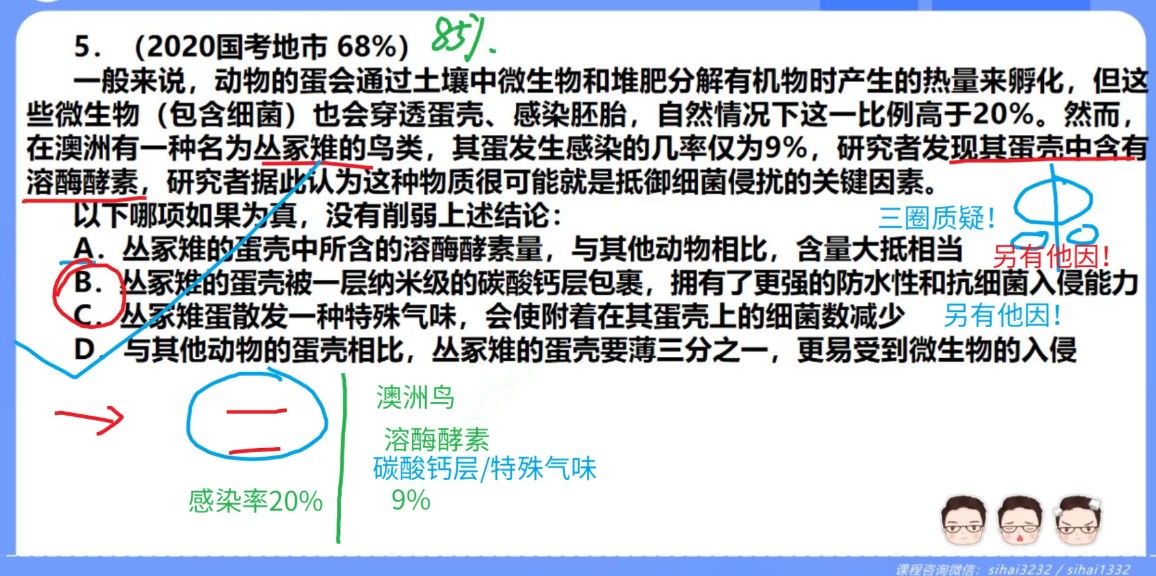 5. (2020国考地市 68%) 85%.
一般来说，动物的蛋会通过土壤中微生物和堆肥分解有机物时产生的热量来孵化，但这
些微生物（包含细菌）也会穿透蛋壳、感染胚胎，自然情况下这一比例高于20%。然而，
在澳洲有一种名为丛冢雉的鸟类，其蛋发生感染的几率仅为9%，研究者发现其蛋壳中含有
溶酶酵素，研究者据此认为这种物质很可能就是抵御细菌侵扰的关键因素。
以下哪项如果为真，没有削弱上述结论：
三圈质疑！
A. 丛冢雉的蛋壳中所含的溶酶酵素量，与其他动物相比，含量大抵相当
另有他因！
B. 丛冢雉的蛋壳被一层纳米级的碳酸钙层包裹，拥有了更强的防水性和抗细菌入侵能力
C. 丛冢雉蛋散发一种特殊气味，会使附着在其蛋壳上的细菌数减少 另有他因！
D. 与其他动物的蛋壳相比，丛冢雉的蛋壳要薄三分之一，更易受到微生物的入侵
澳洲鸟
溶酶酵素
碳酸钙层/特殊气味
感染率20% 9%
课程咨询微信：sihai3232 / sihai1332